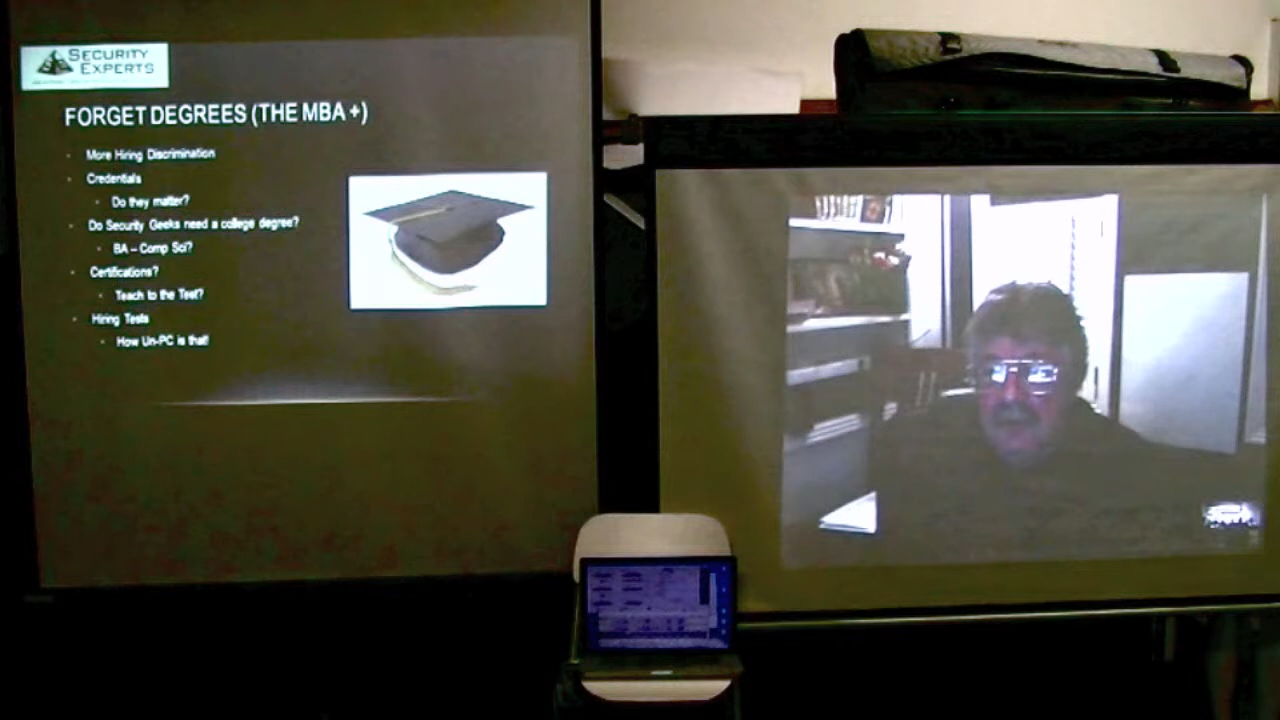 SECURITY
EXPERTS
FORGET DEGREES (THE MBA +)
More Hiring Discrimination
Credentials
Do they matter?
Do Security Geeks need a college degree?
BA – Comp Sci?
Certifications?
Teach to the Test?
Hiring Tests
How Un-PC is that!